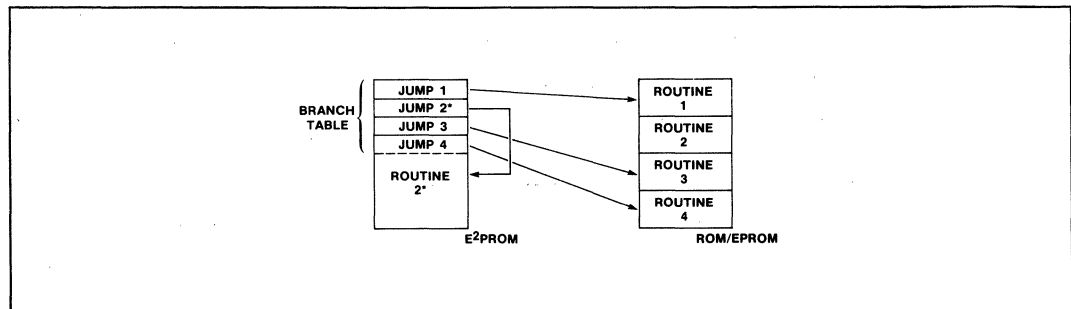 BRANCH
TABLE
JUMP 1
JUMP 2*
JUMP 3
JUMP 4
ROUTINE
2*
E²PROM
ROUTINE
1
ROUTINE
2
ROUTINE
3
ROUTINE
4
ROM/EPROM